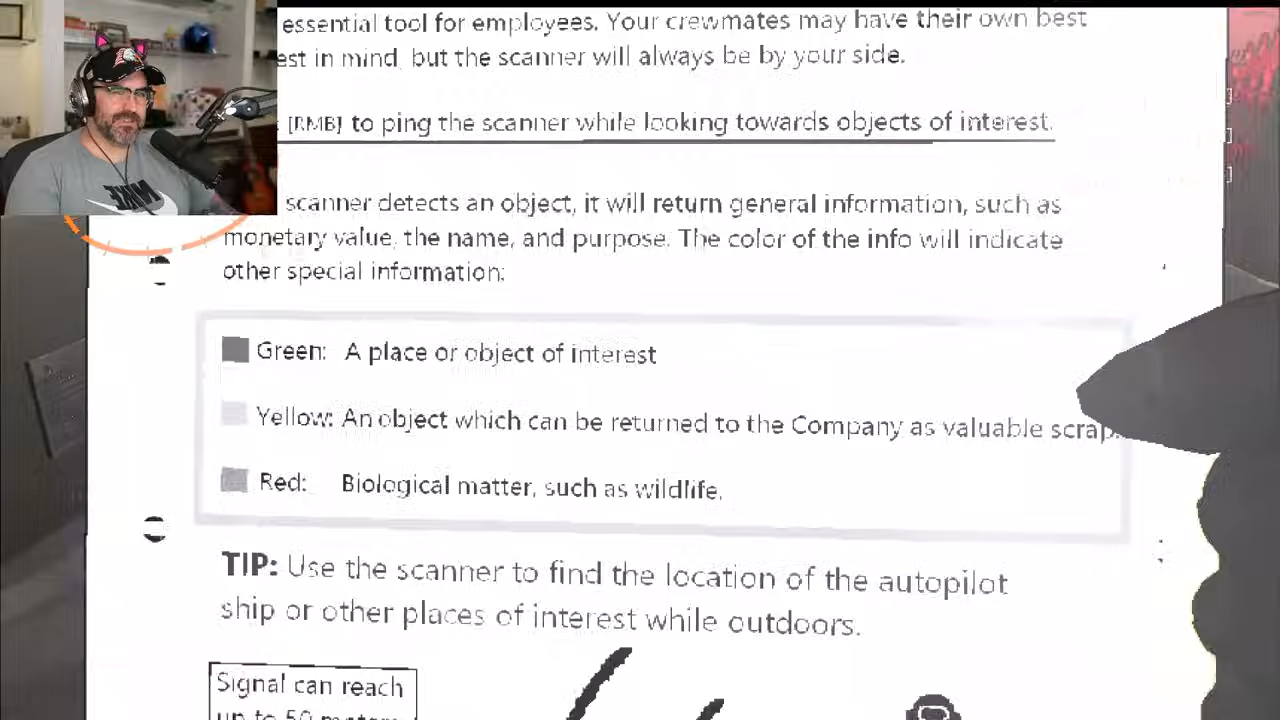 essential tool for employees. Your crewmates may have their own best
est in mind, but the scanner will always be by your side.
[RMB] to ping the scanner while looking towards objects of interest.
scanner detects an object, it will return general information, such as
monetary value, the name, and purpose. The color of the info will indicate
other special information:
Green: A place or object of interest
Yellow: An object which can be returned to the Company as valuable scrap.
Red: Biological matter, such as wildlife.
TIP: Use the scanner to find the location of the autopilot
ship or other places of interest while outdoors.
Signal can reach
up to 50 meters